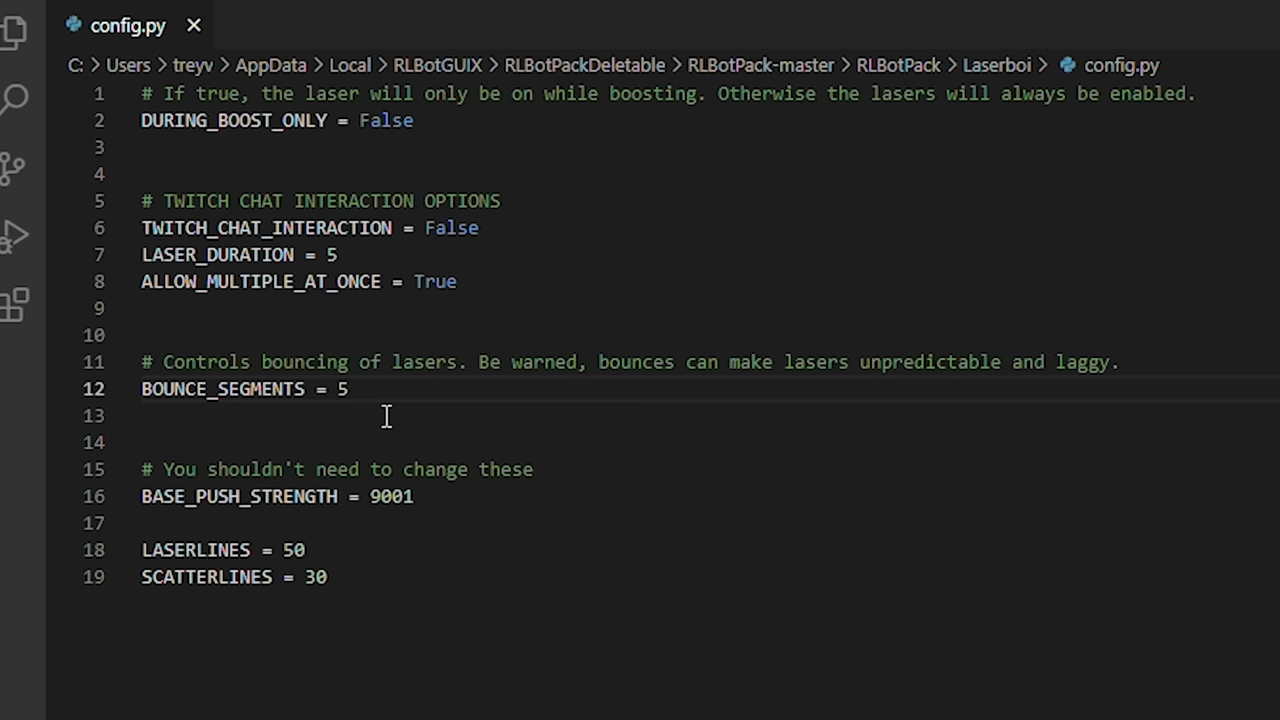 config.py
C: > Users > treyv > AppData > Local > RLBotGUIX > RLBotPackDeletable > RLBotPack-master > RLBotPack > Laserboi > config.py
1 # If true, the laser will only be on while boosting. Otherwise the lasers will always be enabled.
2 DURING_BOOST_ONLY = False
3
4
5 # TWITCH CHAT INTERACTION OPTIONS
6 TWITCH_CHAT_INTERACTION = False
7 LASER_DURATION = 5
8 ALLOW_MULTIPLE_AT_ONCE = True
9
10
11 # Controls bouncing of lasers. Be warned, bounces can make lasers unpredictable and laggy.
12 BOUNCE_SEGMENTS = 5
13
14
15 # You shouldn't need to change these
16 BASE_PUSH_STRENGTH = 9001
17
18 LASERLINES = 50
19 SCATTERLINES = 30